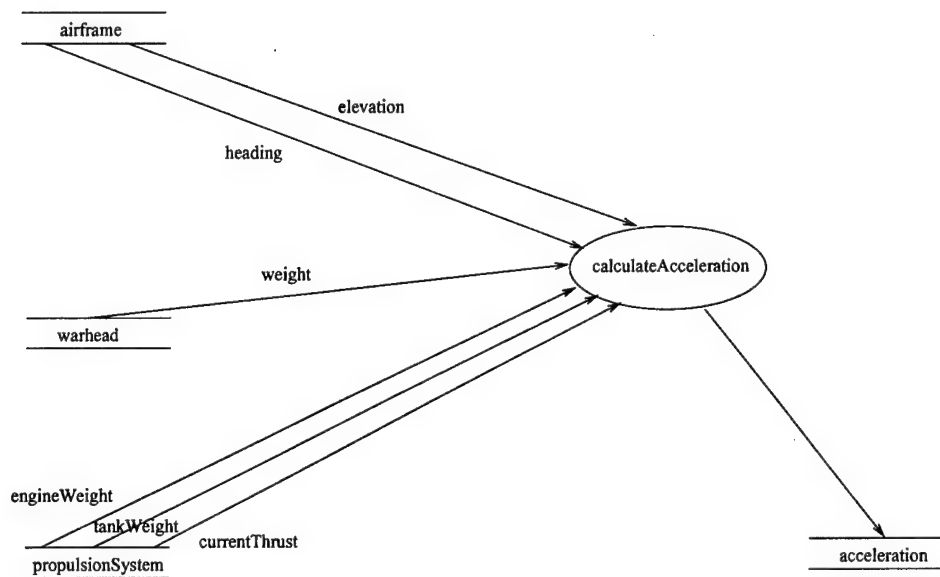 airframe
elevation
heading
calculateAcceleration
weight
warhead
engineWeight
tankWeight
currentThrust
propulsionSystem
acceleration